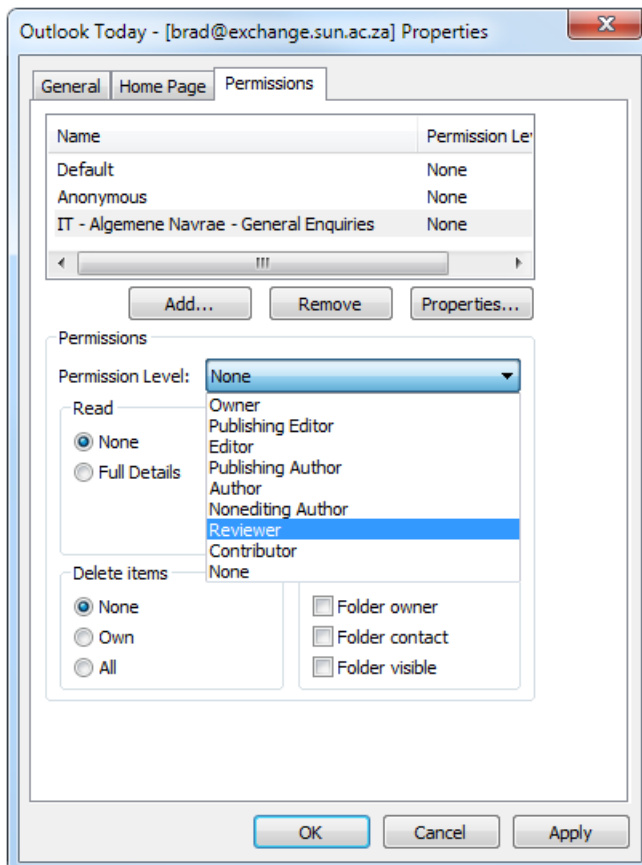 Outlook Today - [brad@exchange.sun.ac.za] Properties
General Home Page Permissions
Name Permission Le
Default None
Anonymous None
IT - Algemene Navrae - General Enquiries None
Add... Remove Properties...
Permissions
Permission Level: None
Owner
Publishing Editor
Editor
Publishing Author
Author
Nonediting Author
Reviewer
Contributor
None
Read
None
Full Details
Delete items
None
Own
All
Folder owner
Folder contact
Folder visible
OK Cancel Apply